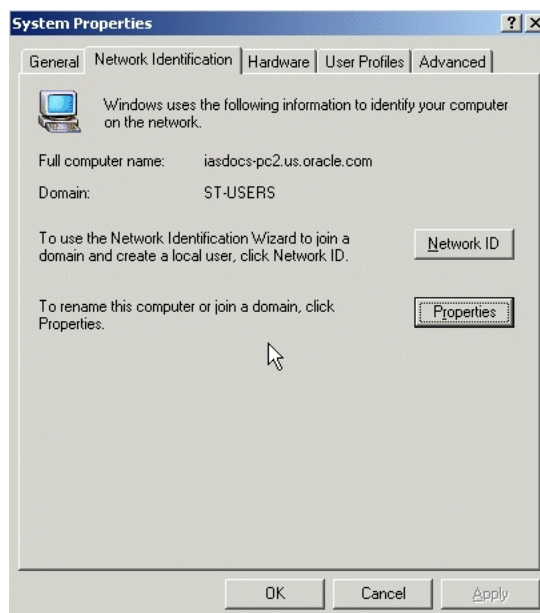 System Properties
General Network Identification Hardware User Profiles Advanced
Windows uses the following information to identify your computer
on the network.
Full computer name: iasdocs-pc2.us.oracle.com
Domain: ST-USERS
To use the Network Identification Wizard to join a
domain and create a local user, click Network ID.
Network ID
To rename this computer or join a domain, click
Properties.
Properties
OK Cancel Apply